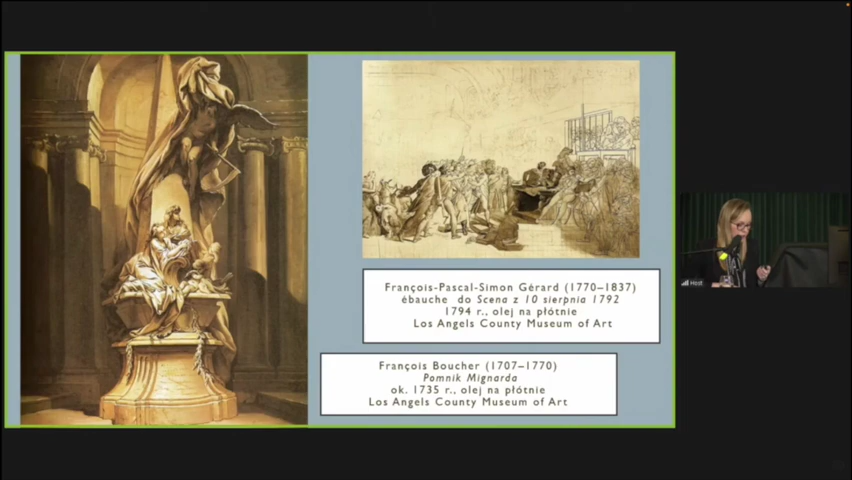 François-Pascal-Simon Gérard (1770–1837)
ébauche do Scena z 10 sierpnia 1792
1794 r., olej na płótnie
Los Angels County Museum of Art
François Boucher (1707–1770)
Pomnik Mignarda
ok. 1735 r., olej na płótnie
Los Angels County Museum of Art
Host